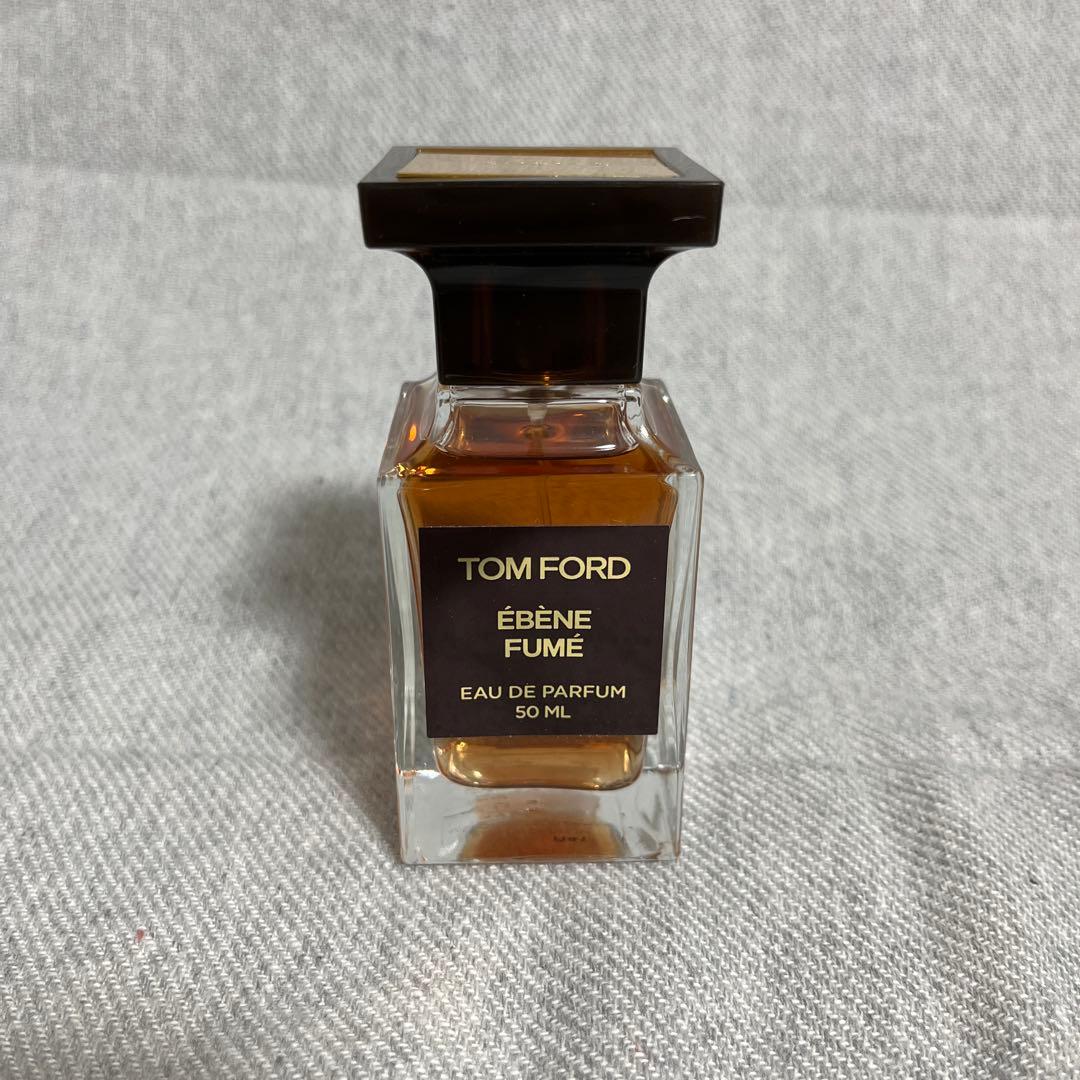 TOM FORD
ÉBÈNE
FUMÉ
EAU DE PARFUM
50 ML